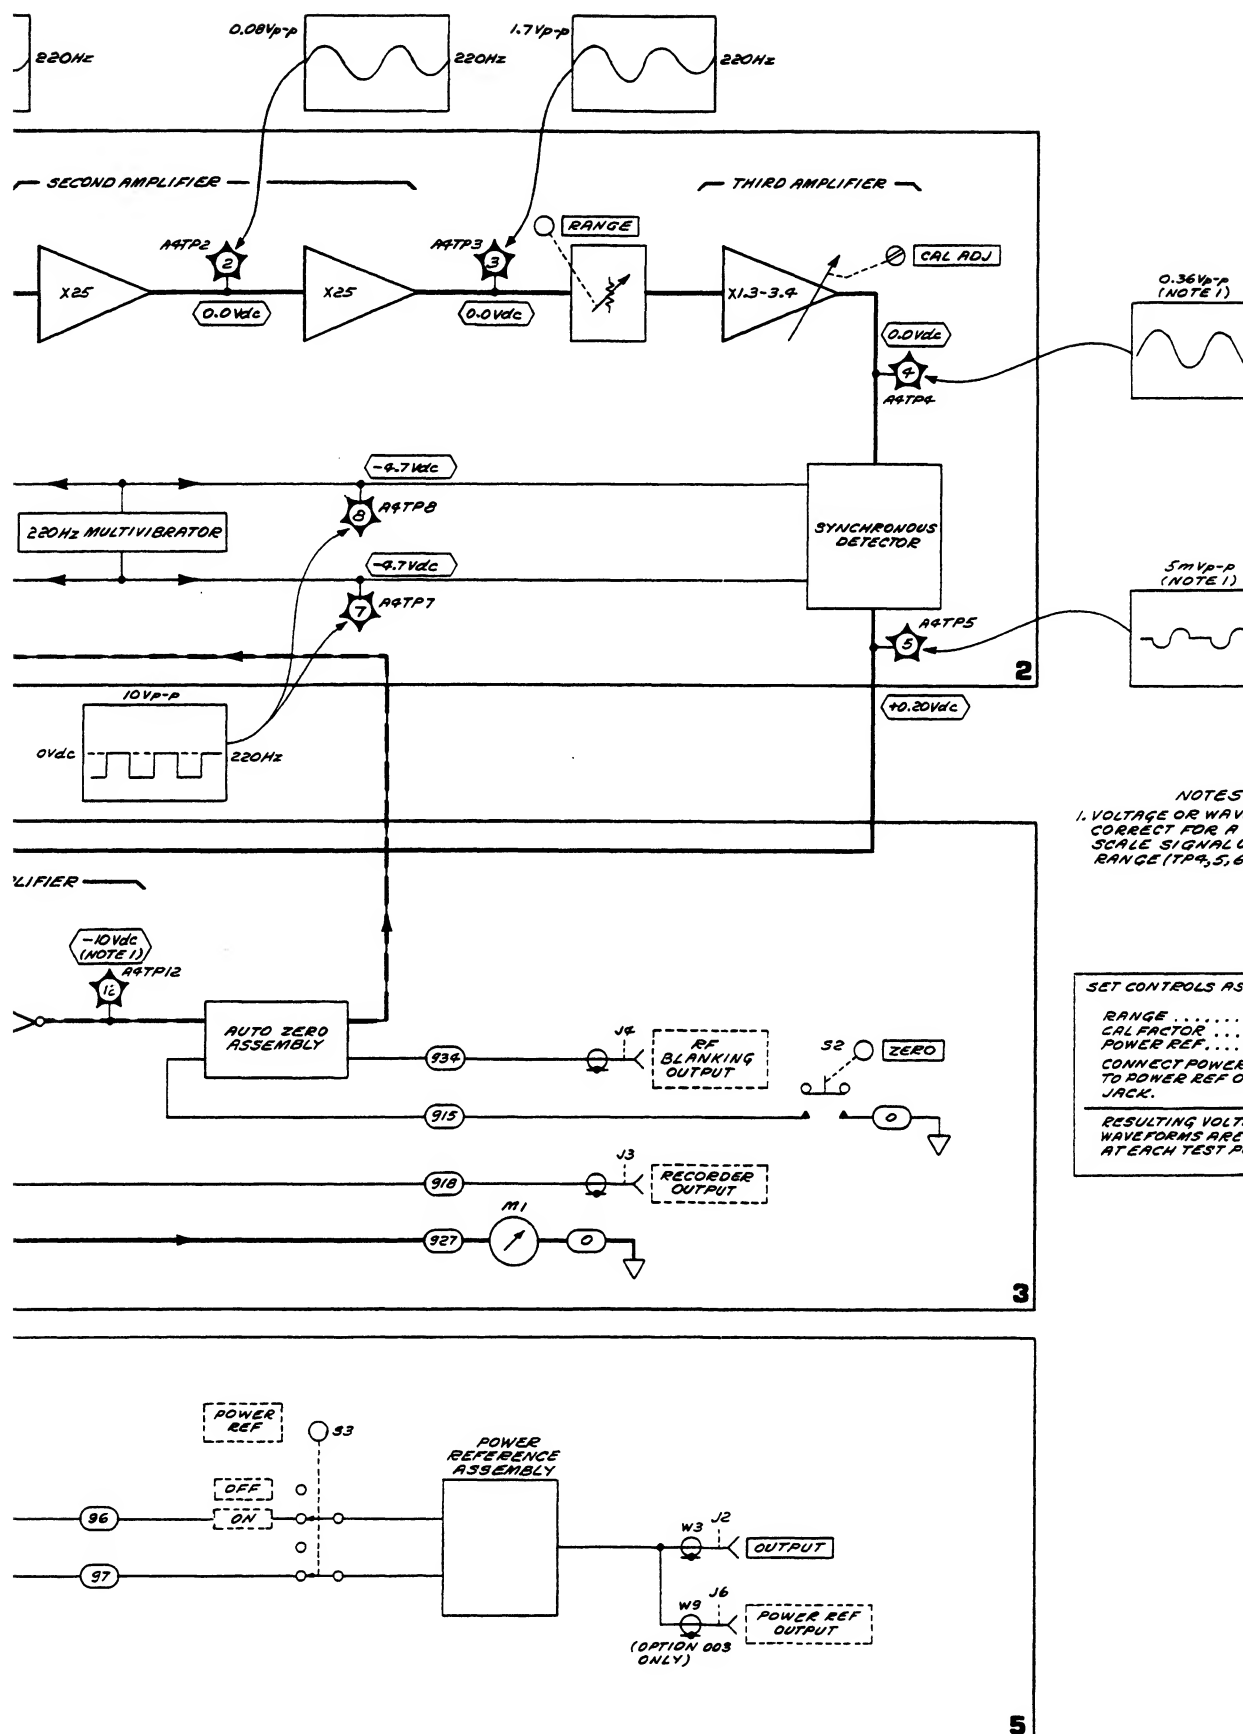 220Hz
0.08Vp-p
220Hz
1.7Vp-p
220Hz
SECOND AMPLIFIER
THIRD AMPLIFIER
A4TP2
2
A4TP3
3
RANGE
CAL ADJ
X25
X25
X1.3-3.4
0.0Vdc
0.0Vdc
0.0Vdc
4
A4TP4
0.36Vp-p
(NOTE 1)
-4.7Vdc
8
A4TP8
220Hz MULTIVIBRATOR
SYNCHRONOUS
DETECTOR
-4.7Vdc
7
A4TP7
5mVp-p
(NOTE 1)
A4TP5
5
2
+0.20Vdc
10Vp-p
0Vdc
220Hz
NOTES
1. VOLTAGE OR WAV
CORRECT FOR A
SCALE SIGNAL
RANGE (TP4,5,6
PLIFIER
-10Vdc
(NOTE 1)
A4TP12
12
AUTO ZERO
ASSEMBLY
934
J4
RF
BLANKING
OUTPUT
S2
ZERO
915
0
918
J3
RECORDER
OUTPUT
M1
927
0
3
SET CONTROLS AS
RANGE ........
CAL FACTOR ...
POWER REF....
CONNECT POWER
TO POWER REF O
JACK.
RESULTING VOLT
WAVEFORMS ARE
AT EACH TEST P
POWER
REF
S3
OFF
ON
96
97
POWER
REFERENCE
ASSEMBLY
W3
J2
OUTPUT
W9
J6
POWER REF
OUTPUT
(OPTION 003
ONLY)
5